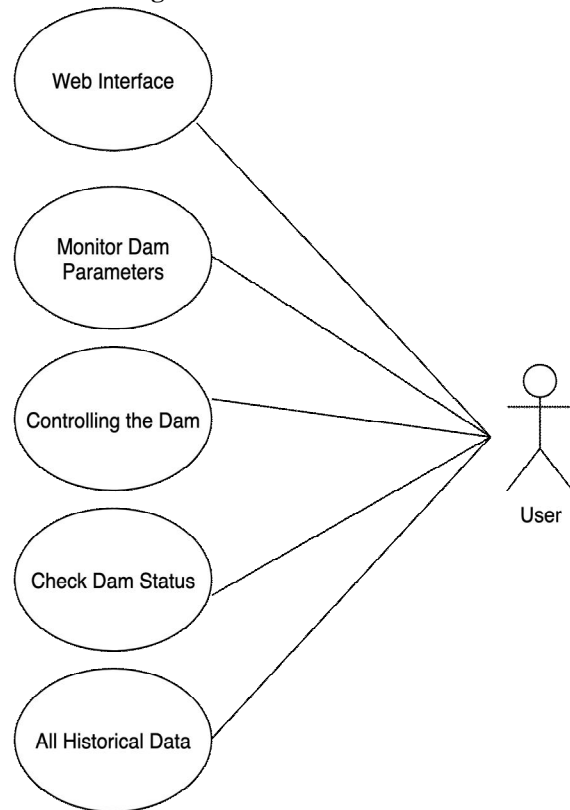 Web Interface
Monitor Dam
Parameters
Controlling the Dam
Check Dam Status
All Historical Data
User